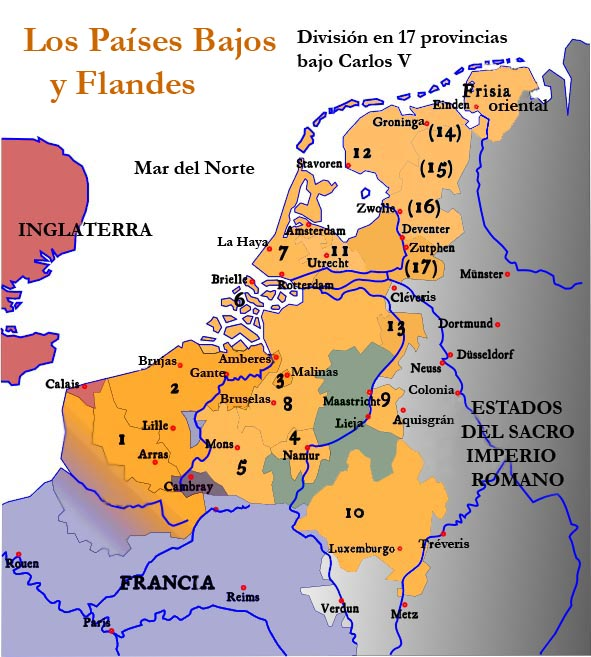 Los Países Bajos
y Flandes
División en 17 provincias
bajo Carlos V
Frisia
oriental
Einden
Groninga
(14)
12
Mar del Norte
Stavoren
(15)
Zwolle
(16)
INGLATERRA
Amsterdam
Deventer
La Haya
7
11
Zutphen
Utrecht
(17)
Münster
Brielle
Rotterdam
6
Cléveris
13
Dortmund
Amberes
Düsseldorf
Brujas
Gante
Malinas
Neuss
Calais
2
3
Bruselas
8
Maastricht
9
Colonia
Lille
Lieja
Aquisgrán
ESTADOS
DEL SACRO
IMPERIO
ROMANO
1
Mons
4
Arras
Namur
5
Cambray
10
Luxemburgo
Tréveris
Rouen
FRANCIA
Reims
Verdun
Metz
Paris